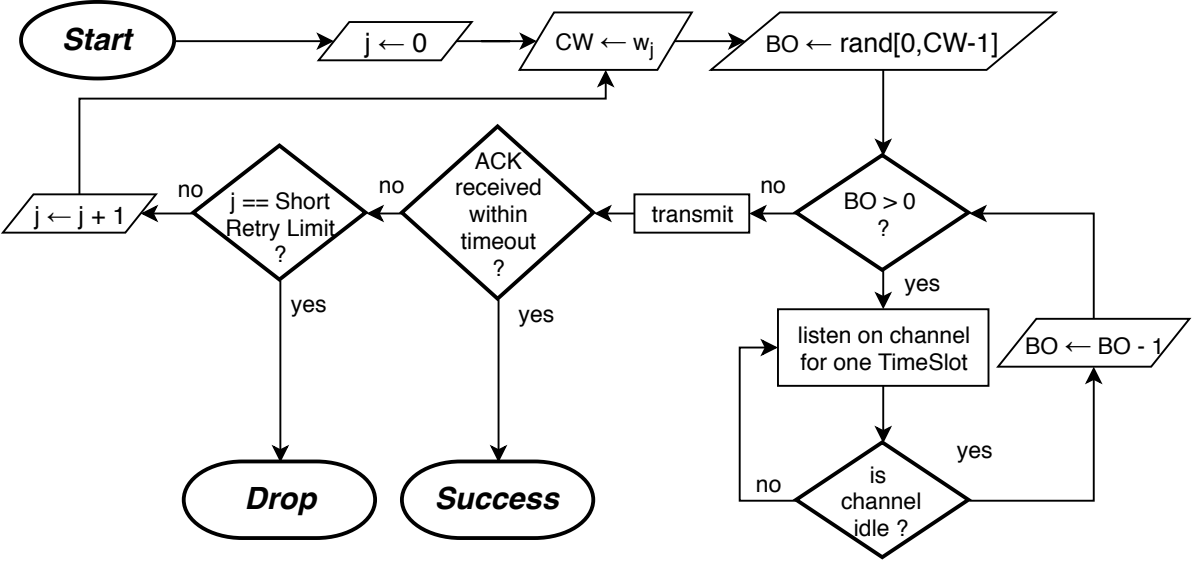 Start
j ← 0
CW ← wj
BO ← rand[0,CW-1]
ACK
received
within
timeout
?
j == Short
Retry Limit
?
no
j ← j + 1
no
transmit
no
BO > 0
?
yes
yes
yes
listen on channel
for one TimeSlot
BO ← BO - 1
yes
no
is
channel
idle ?
Drop
Success